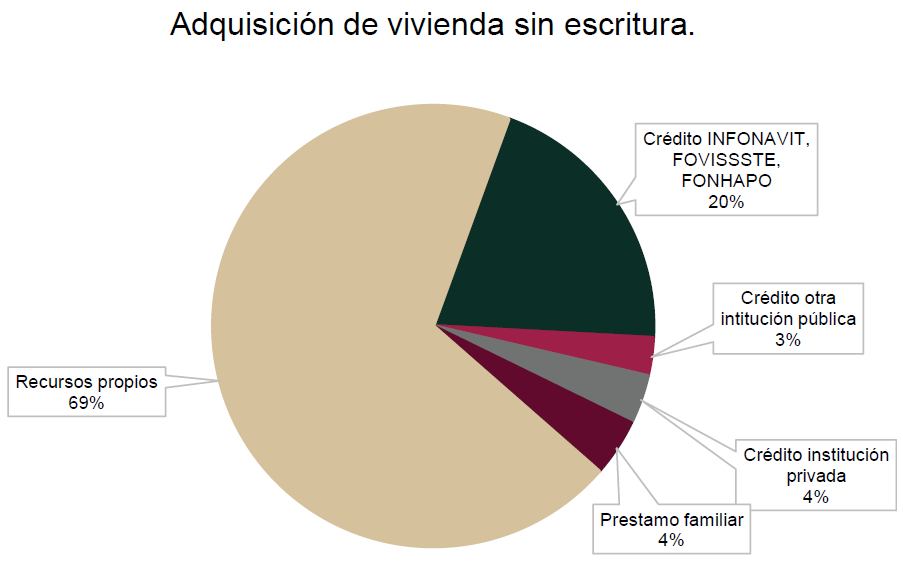 Adquisición de vivienda sin escritura.
Crédito INFONAVIT,
FOVISSSTE,
FONHAPO
20%
Crédito otra
intitución pública
3%
Recursos propios
69%
Crédito institución
privada
4%
Prestamo familiar
4%